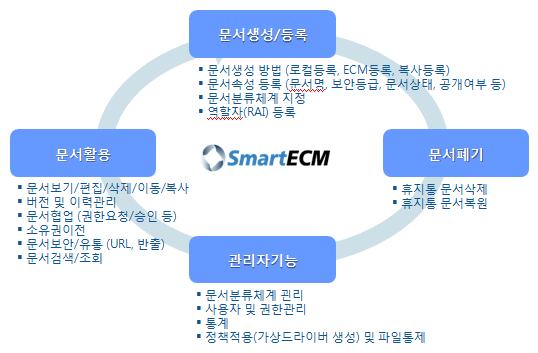 문서생성/등록
▪ 문서생성 방법 (로컬등록, ECM등록, 복사등록)
▪ 문서속성 등록 (문서명, 보안등급, 문서상태, 공개여부 등)
▪ 문서분류체계 지정
▪ 역할자(RAI) 등록
문서활용
▪ 문서보기/편집/삭제/이동/복사
▪ 버전 및 이력관리
▪ 문서협업 (권한요청/승인 등)
▪ 소유권이전
▪ 문서보안/유통 (URL, 반출)
▪ 문서검색/조회
SmartECM
문서폐기
▪ 휴지통 문서삭제
▪ 휴지통 문서복원
관리자기능
▪ 문서분류체계 관리
▪ 사용자 및 권한관리
▪ 통계
▪ 정책적용(가상드라이버 생성) 및 파일통제